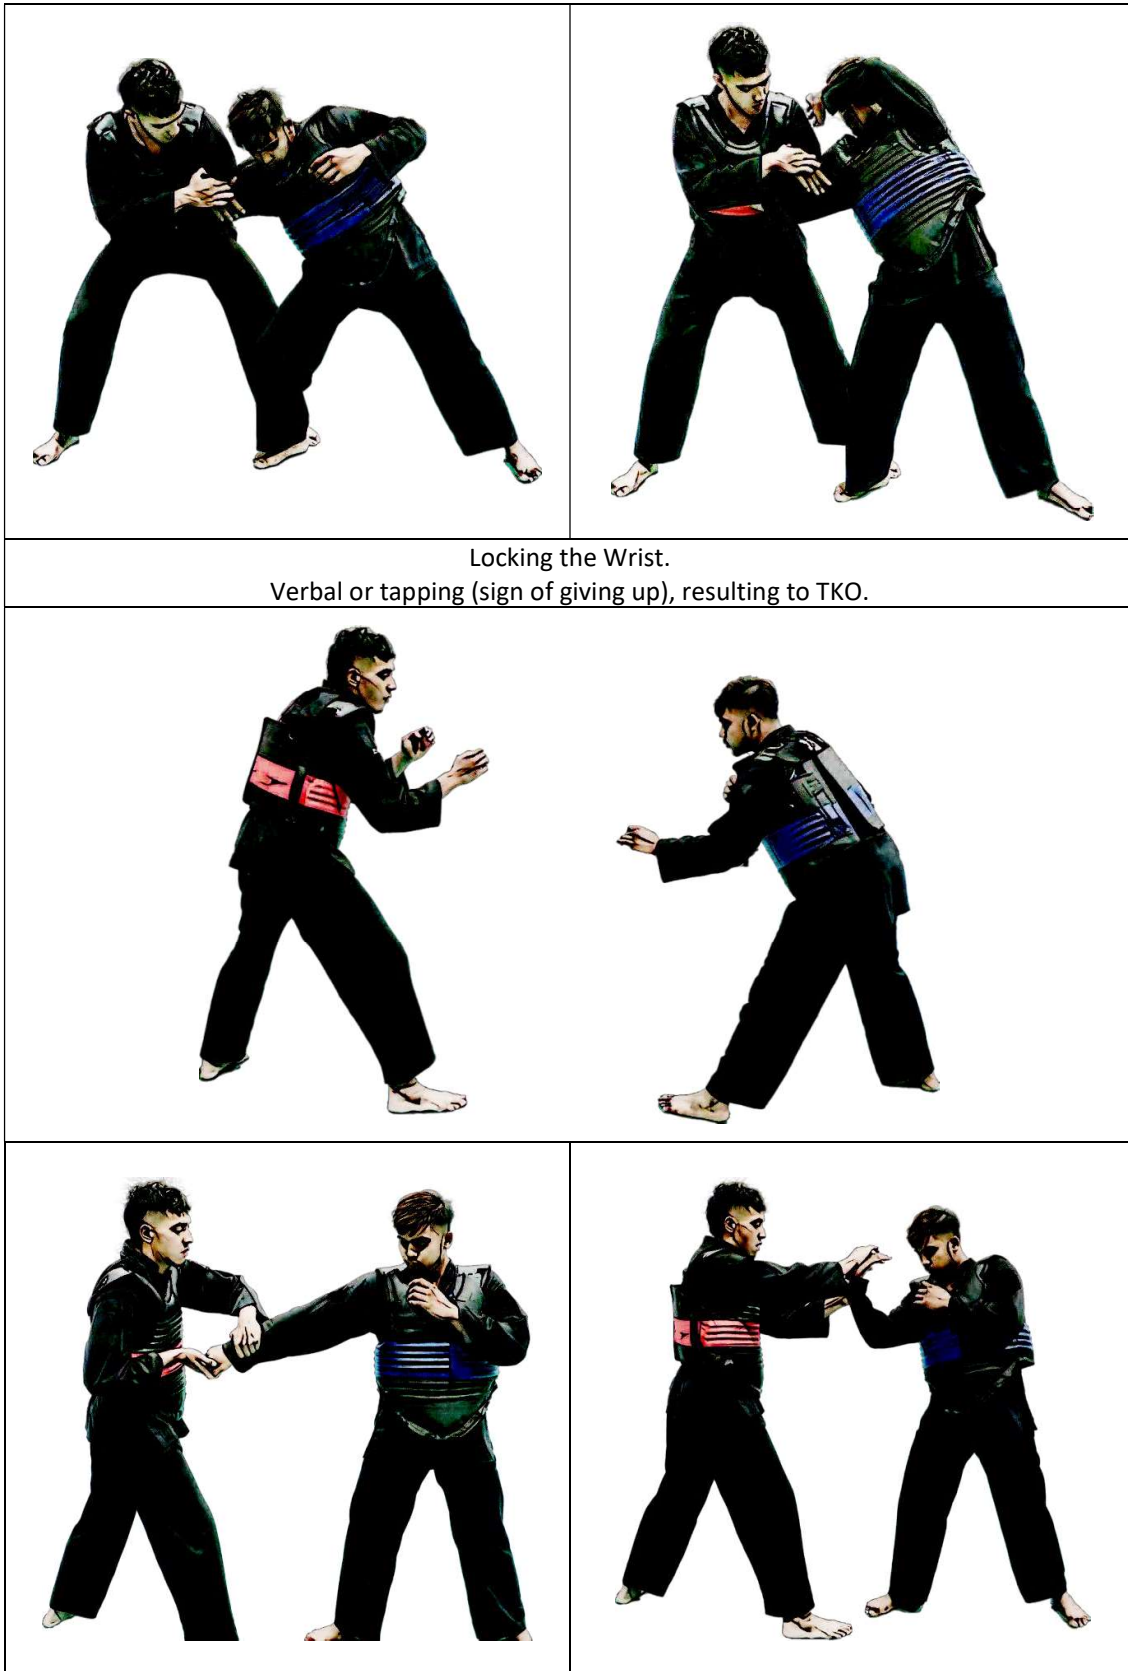 Locking the Wrist.
Verbal or tapping (sign of giving up), resulting to TKO.